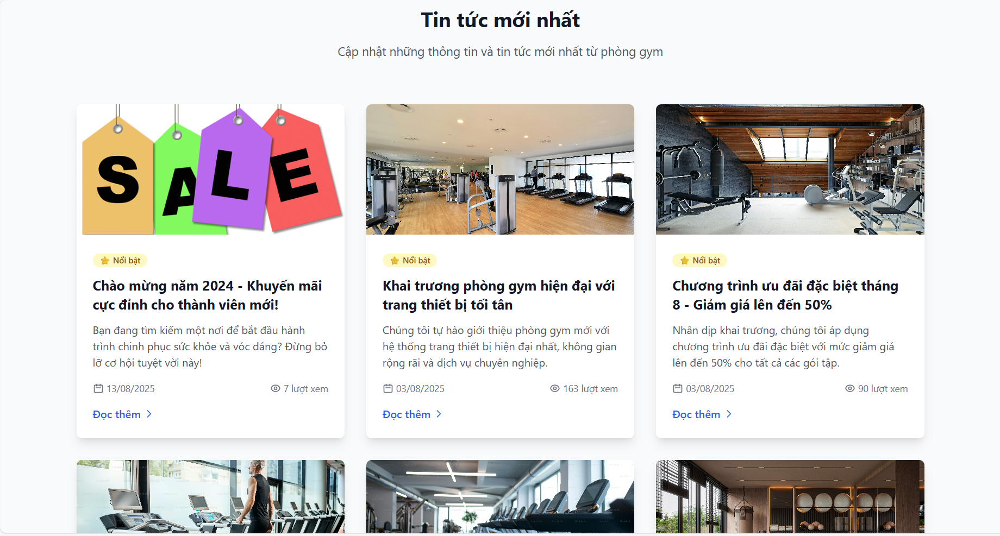 Tin tức mới nhất
Cập nhật những thông tin và tin tức mới nhất từ phòng gym
SALE
Nổi bật
Chào mừng năm 2024 - Khuyến mãi
cực đỉnh cho thành viên mới!
Bạn đang tìm kiếm một nơi để bắt đầu hành
trình chinh phục sức khỏe và vóc dáng? Đừng bỏ
lỡ cơ hội tuyệt vời này!
13/08/2025
7 lượt xem
Đọc thêm
Nổi bật
Khai trương phòng gym hiện đại với
trang thiết bị tối tân
Chúng tôi tự hào giới thiệu phòng gym mới với
hệ thống trang thiết bị hiện đại nhất, không gian
rộng rãi và dịch vụ chuyên nghiệp.
03/08/2025
163 lượt xem
Đọc thêm
Nổi bật
Chương trình ưu đãi đặc biệt tháng
8 - Giảm giá lên đến 50%
Nhân dịp khai trương, chúng tôi áp dụng
chương trình ưu đãi đặc biệt với mức giảm giá
lên đến 50% cho tất cả các gói tập.
03/08/2025
90 lượt xem
Đọc thêm